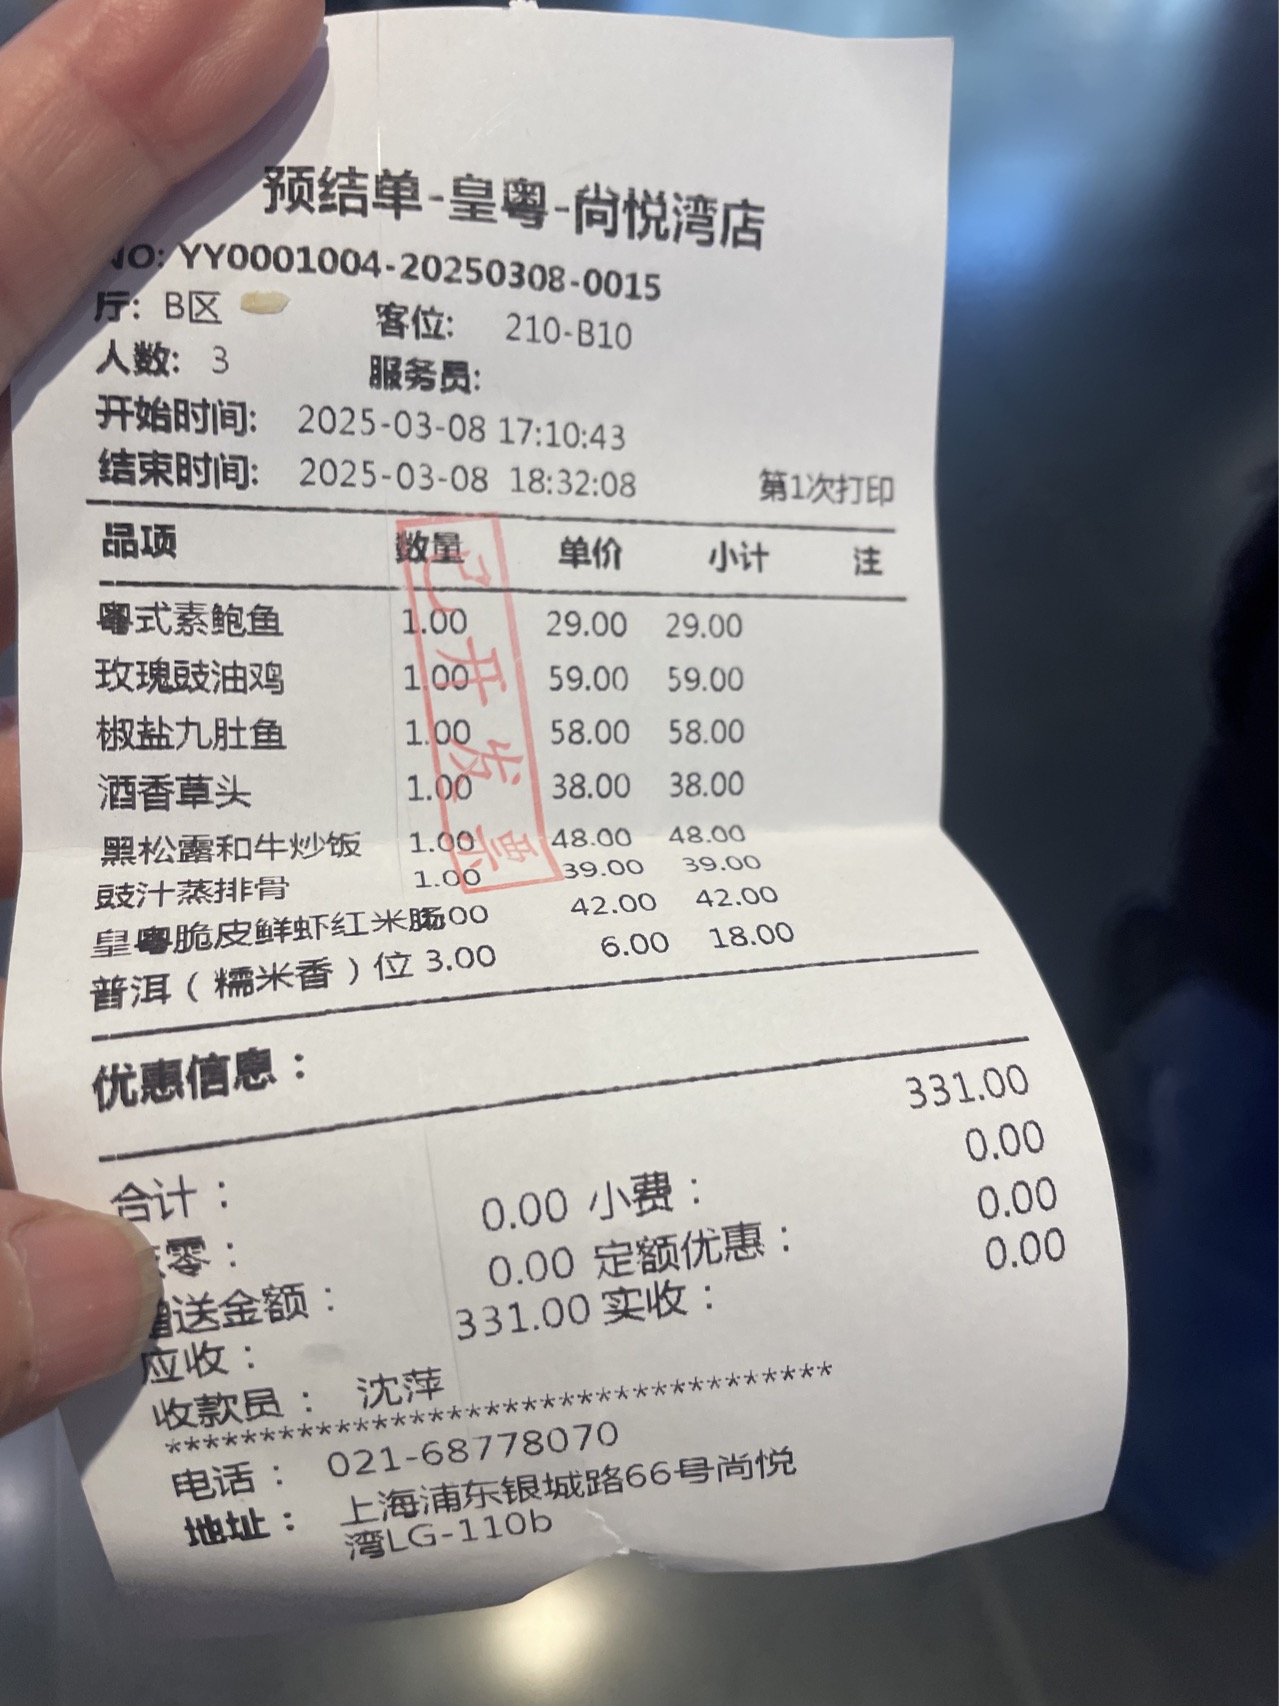 预结单-皇粤-尚悦湾店
NO: YY0001004-20250308-0015
厅: B区 客位: 210-B10
人数: 3 服务员:
开始时间: 2025-03-08 17:10:43
结束时间: 2025-03-08 18:32:08 第1次打印
品项 数量 单价 小计 注
粤式素鲍鱼 1.00 29.00 29.00
玫瑰豉油鸡 1.00 59.00 59.00
椒盐九肚鱼 1.00 58.00 58.00
酒香草头 1.00 38.00 38.00
黑松露和牛炒饭 1.00 48.00 48.00
豉汁蒸排骨 1.00 39.00 39.00
皇粤脆皮鲜虾红米肠 .00 42.00 42.00
普洱（糯米香）位 3.00 6.00 18.00
已开发票
优惠信息：
合计： 331.00
零： 0.00 小费： 0.00
赠送金额： 0.00 定额优惠： 0.00
应收： 331.00 实收： 0.00
收款员： 沈萍
***********************************
电话： 021-68778070
地址： 上海浦东银城路66号尚悦
湾LG-110b